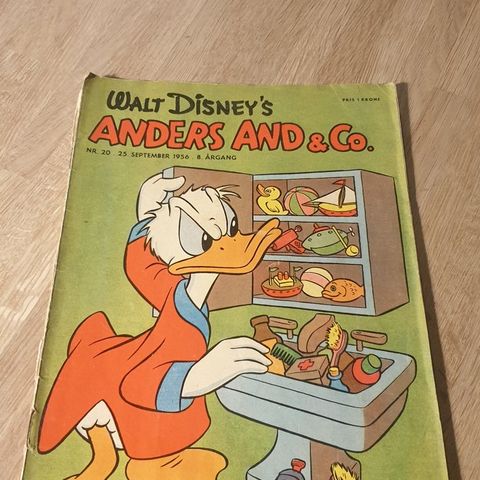 WALT DISNEY'S
PRIS 1 KRONE
ANDERS AND & Co.
NR. 20 . 25. SEPTEMBER 1956 . 8. ÅRGANG